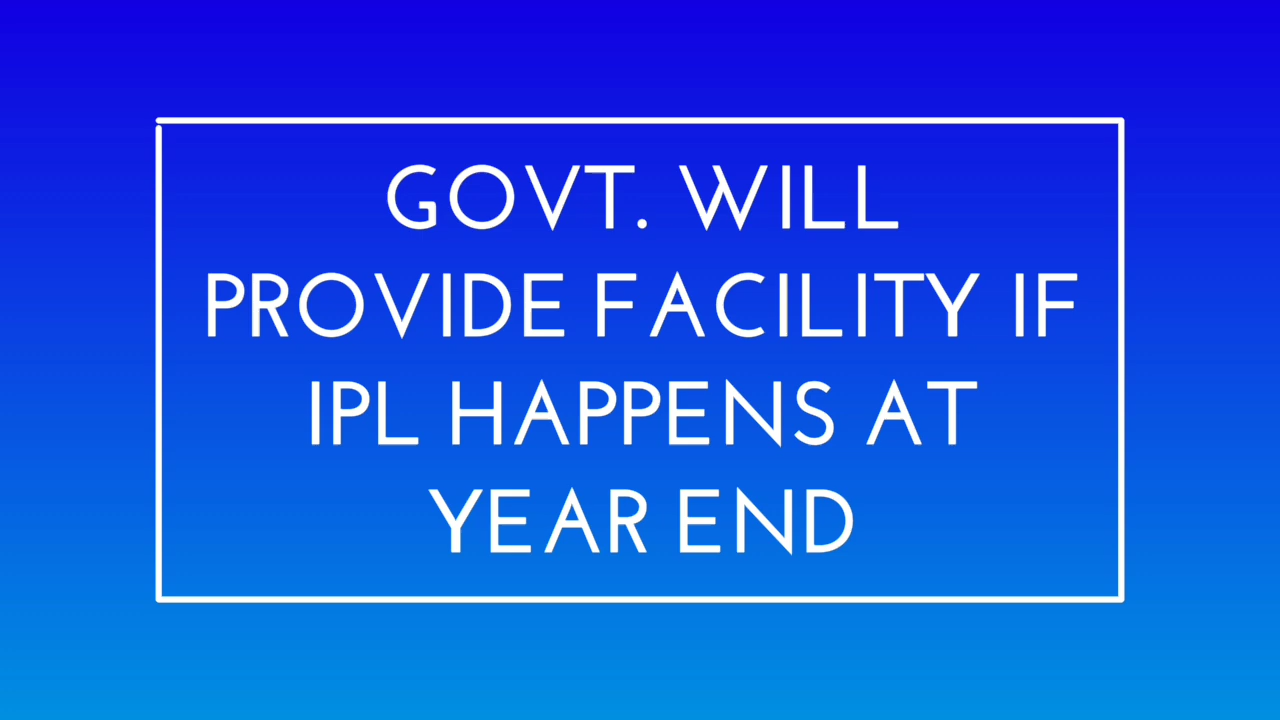 GOVT. WILL
PROVIDE FACILITY IF
IPL HAPPENS AT
YEAR END